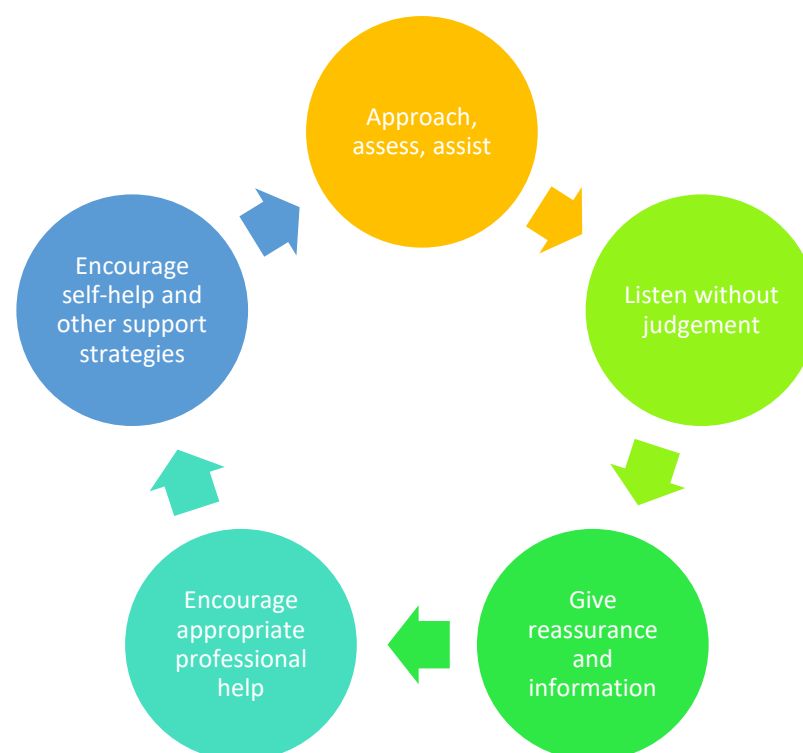 Approach,
assess, assist
Listen without
judgement
Give
reassurance
and
information
Encourage
appropriate
professional
help
Encourage
self-help and
other support
strategies